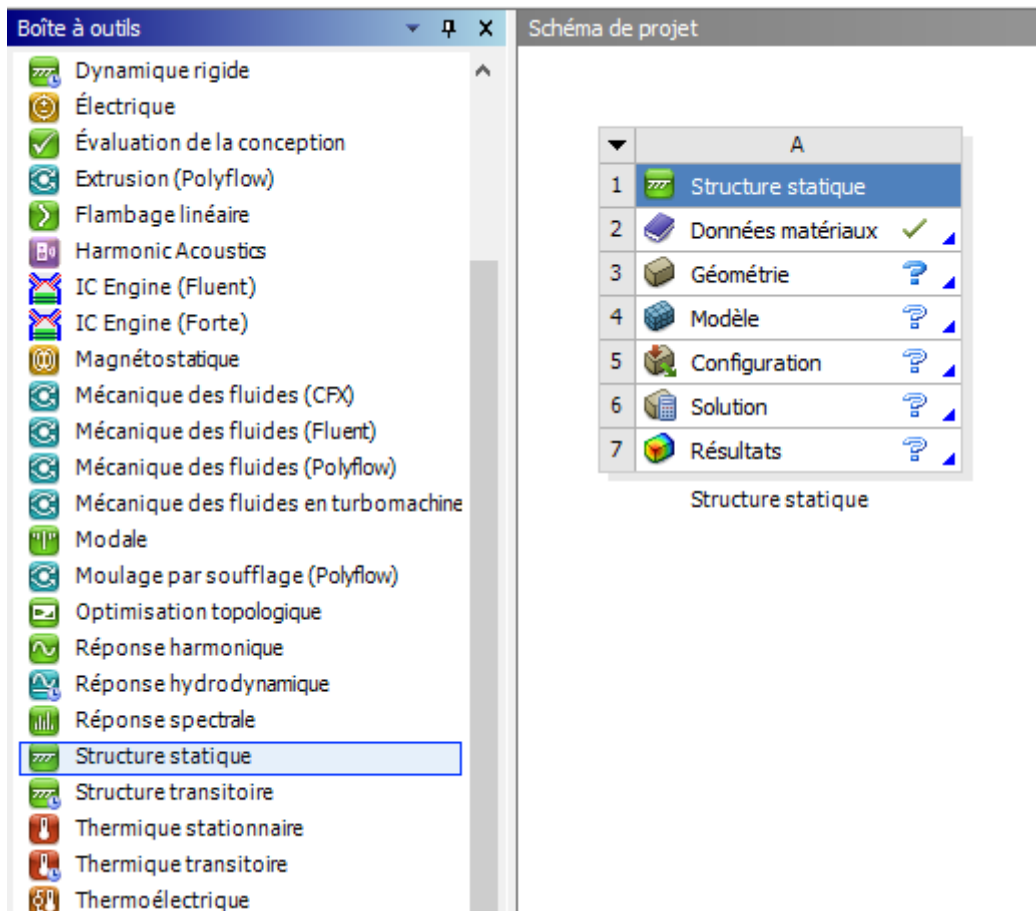 Boîte à outils
Dynamique rigide
Électrique
Évaluation de la conception
Extrusion (Polyflow)
Flambage linéaire
Harmonic Acoustics
IC Engine (Fluent)
IC Engine (Forte)
Magnétostatique
Mécanique des fluides (CFX)
Mécanique des fluides (Fluent)
Mécanique des fluides (Polyflow)
Mécanique des fluides en turbomachine
Modale
Moulage par soufflage (Polyflow)
Optimisation topologique
Réponse harmonique
Réponse hydrodynamique
Réponse spectrale
Structure statique
Structure transitoire
Thermique stationnaire
Thermique transitoire
Thermoélectrique
Schéma de projet
A
1 Structure statique
2 Données matériaux
3 Géométrie ?
4 Modèle ?
5 Configuration ?
6 Solution ?
7 Résultats ?
Structure statique